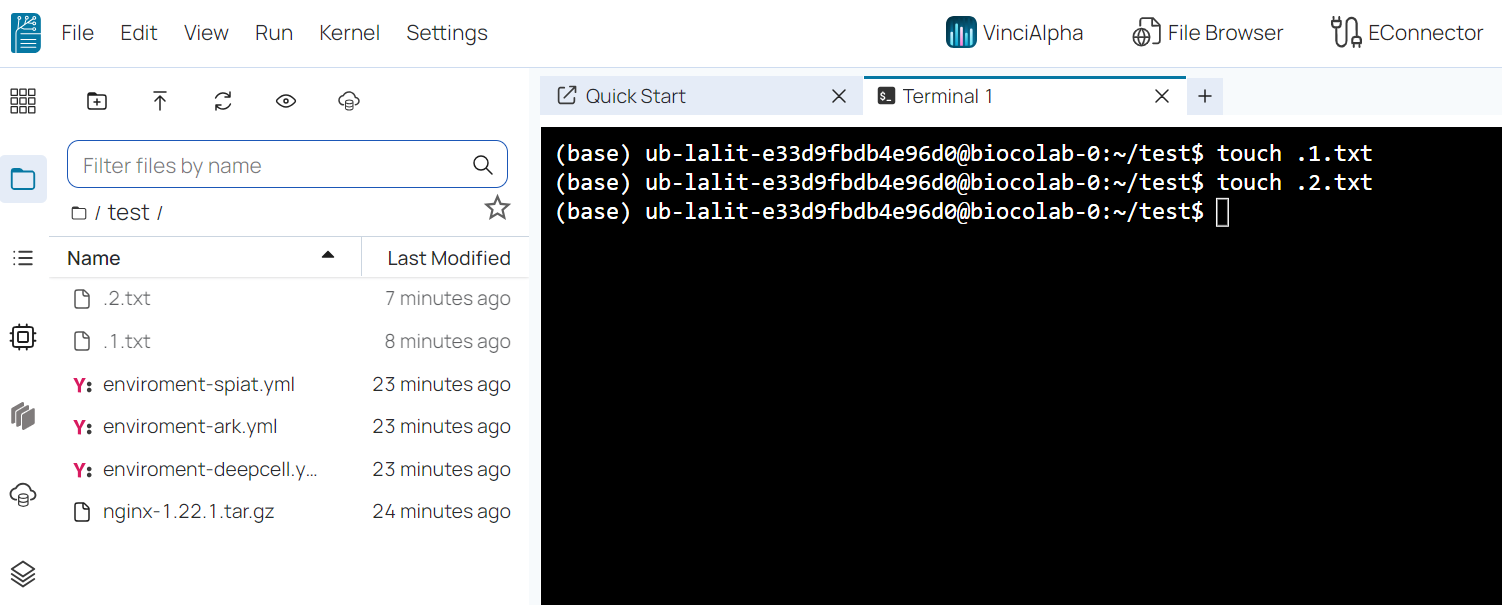 File Edit View Run Kernel Settings VinciAlpha File Browser EConnector
Quick Start
Terminal 1
Filter files by name
/ test /
Name Last Modified
.2.txt 7 minutes ago
.1.txt 8 minutes ago
Y: enviroment-spiat.yml 23 minutes ago
Y: enviroment-ark.yml 23 minutes ago
Y: enviroment-deepcell.y... 23 minutes ago
nginx-1.22.1.tar.gz 24 minutes ago
(base) ub-lalit-e33d9fbdb4e96d0@biocolab-0:~/test$ touch .1.txt
(base) ub-lalit-e33d9fbdb4e96d0@biocolab-0:~/test$ touch .2.txt
(base) ub-lalit-e33d9fbdb4e96d0@biocolab-0:~/test$